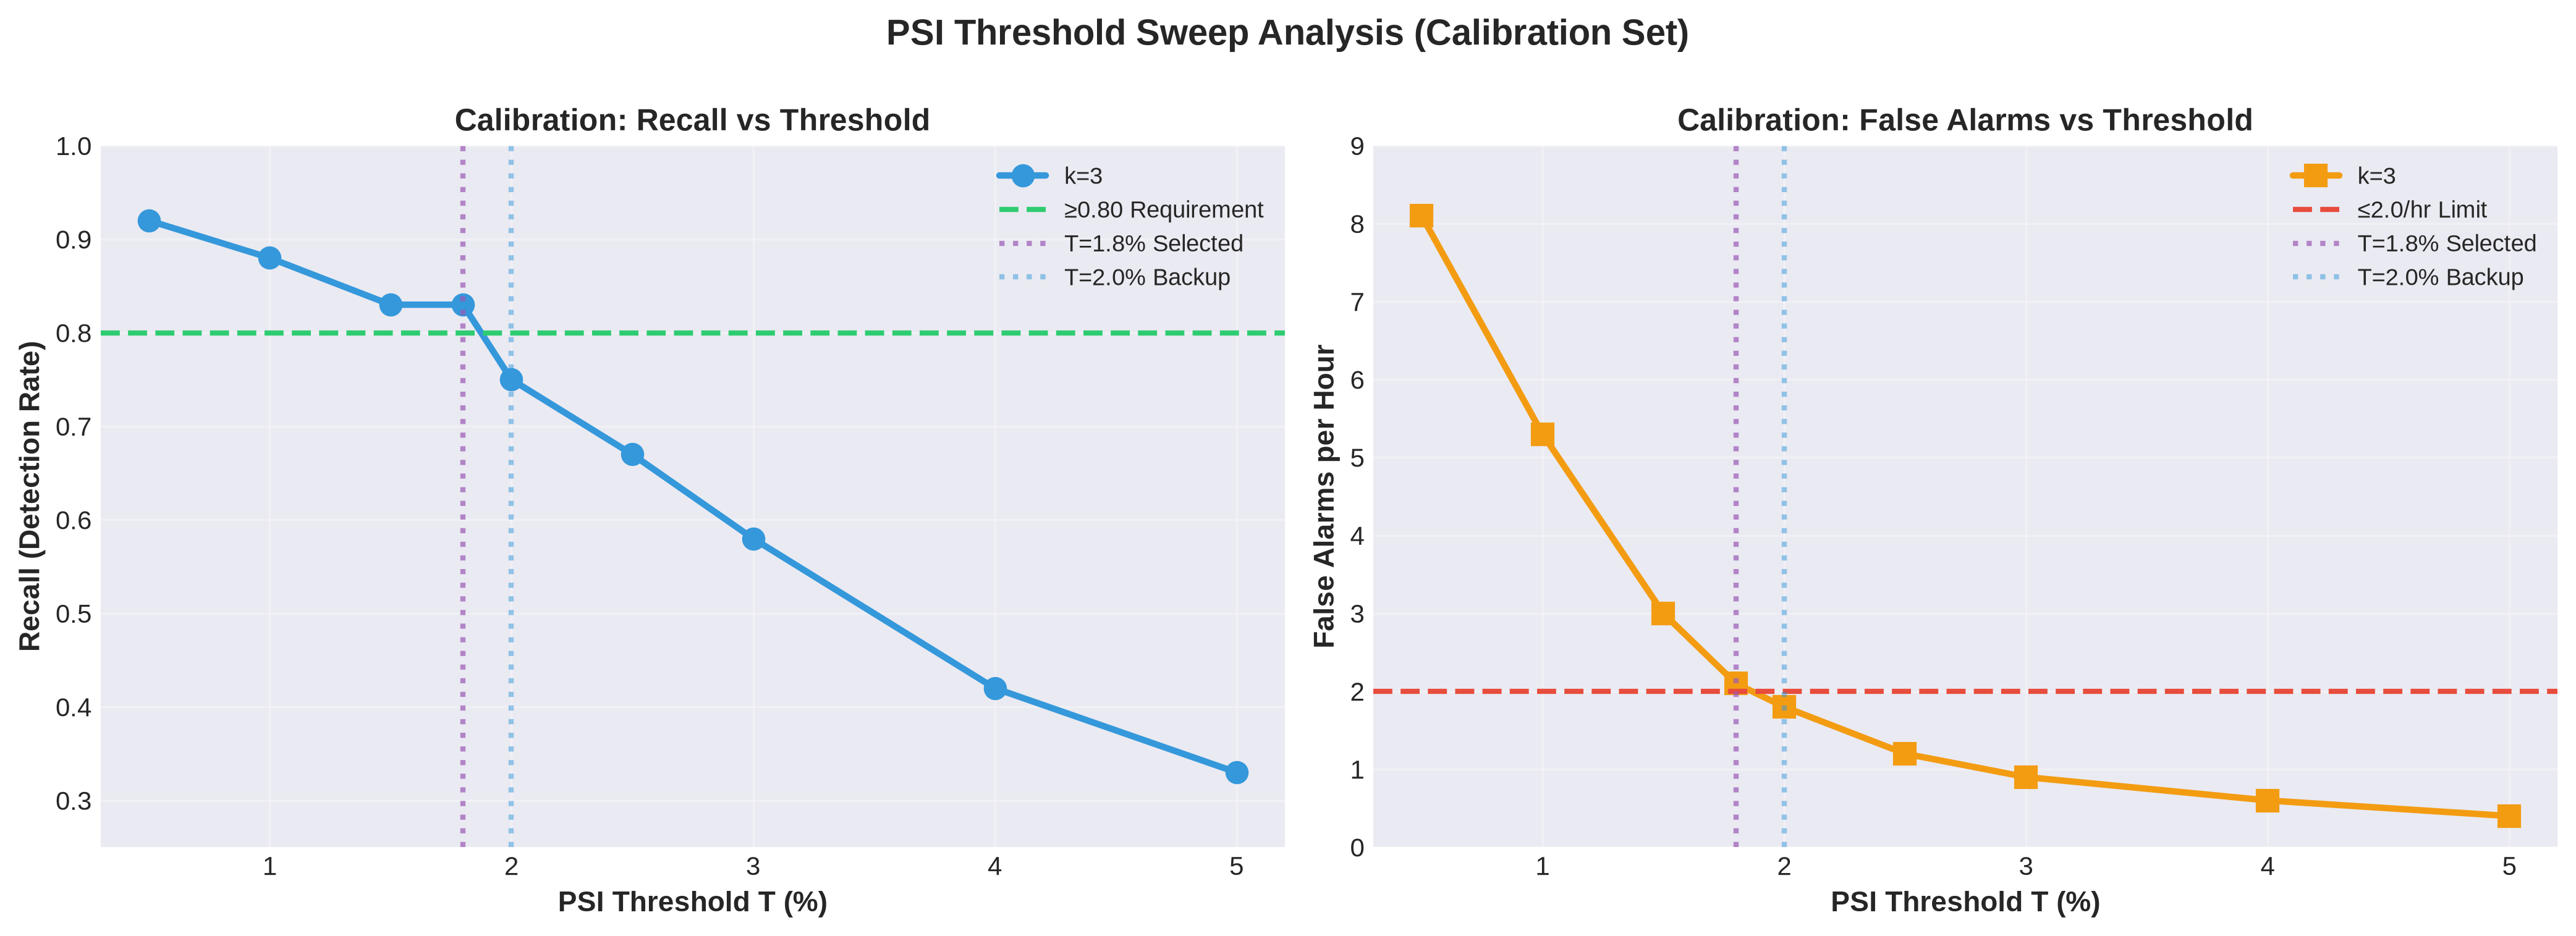 PSI Threshold Sweep Analysis (Calibration Set)
Calibration: Recall vs Threshold
1.0
0.9
0.8
0.7
0.6
0.5
0.4
0.3
Recall (Detection Rate)
k=3
≥0.80 Requirement
T=1.8% Selected
T=2.0% Backup
1 2 3 4 5
PSI Threshold T (%)
Calibration: False Alarms vs Threshold
9
8
7
6
5
4
3
2
1
0
False Alarms per Hour
k=3
≤2.0/hr Limit
T=1.8% Selected
T=2.0% Backup
1 2 3 4 5
PSI Threshold T (%)